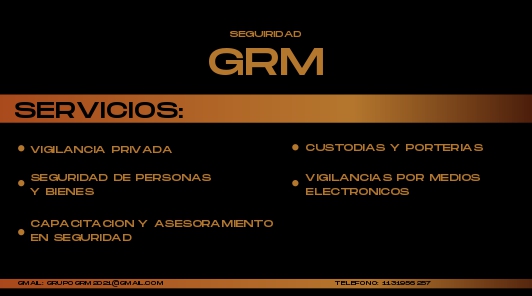 SEGUIRIDAD
GRM
SERVICIOS:
VIGILANCIA PRIVADA
SEGURIDAD DE PERSONAS
Y BIENES
CAPACITACION Y ASESORAMIENTO
EN SEGURIDAD
CUSTODIAS Y PORTERIAS
VIGILANCIAS POR MEDIOS
ELECTRONICOS
GMAIL: GRUPOGRM2021@GMAIL.COM
TELEFONO: 1131956257